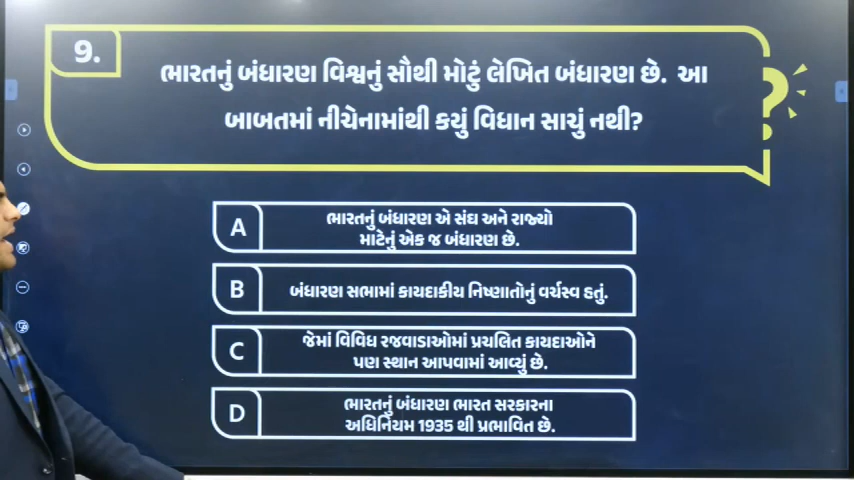 9.
ભારતનું બંધારણ વિશ્વનું સૌથી મોટું લેખિત બંધારણ છે. આ
બાબતમાં નીચેનામાંથી કયું વિધાન સાચું નથી?
A
ભારતનું બંધારણ એ સંઘ અને રાજ્યો
માટેનું એક જ બંધારણ છે.
B
બંધારણ સભામાં કાયદાકીય નિષ્ણાતોનું વર્ચસ્વ હતું.
C
જેમાં વિવિધ રજવાડાઓમાં પ્રચલિત કાયદાઓને
પણ સ્થાન આપવામાં આવ્યું છે.
D
ભારતનું બંધારણ ભારત સરકારના
અધિનિયમ 1935 થી પ્રભાવિત છે.